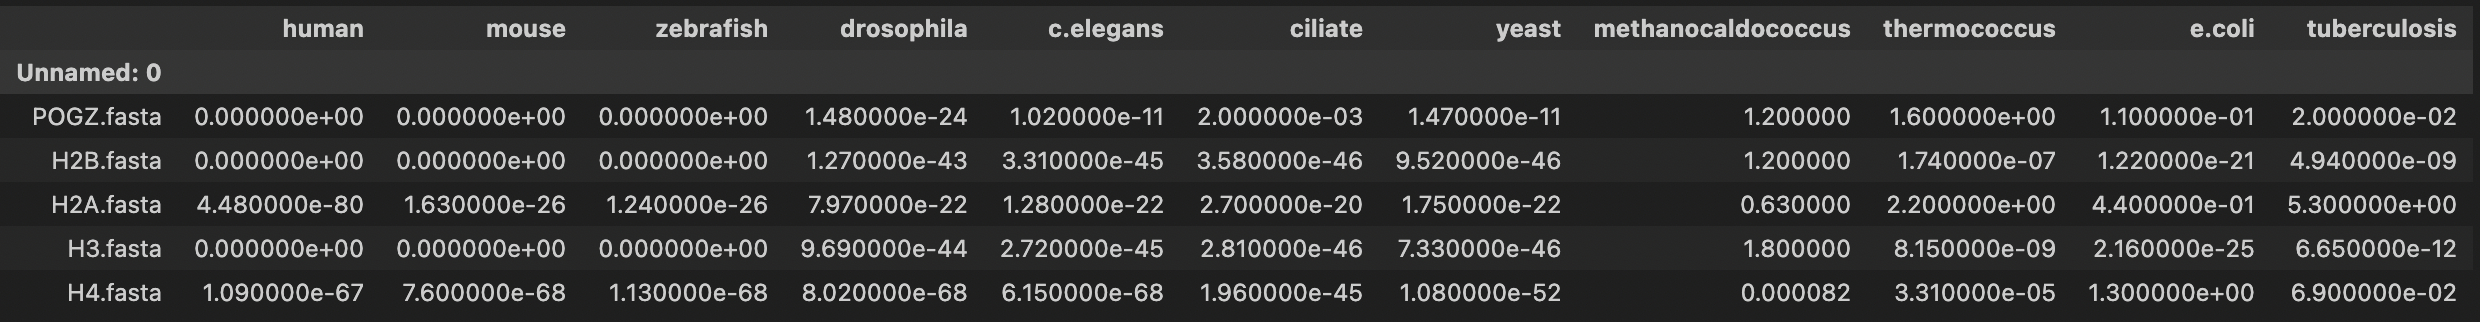 human mouse zebrafish drosophila c.elegans ciliate yeast methanocaldococcus thermococcus e.coli tuberculosis
Unnamed: 0
POGZ.fasta 0.000000e+00 0.000000e+00 0.000000e+00 1.480000e-24 1.020000e-11 2.000000e-03 1.470000e-11 1.200000 1.600000e+00 1.100000e-01 2.000000e-02
H2B.fasta 0.000000e+00 0.000000e+00 0.000000e+00 1.270000e-43 3.310000e-45 3.580000e-46 9.520000e-46 1.200000 1.740000e-07 1.220000e-21 4.940000e-09
H2A.fasta 4.480000e-80 1.630000e-26 1.240000e-26 7.970000e-22 1.280000e-22 2.700000e-20 1.750000e-22 0.630000 2.200000e+00 4.400000e-01 5.300000e+00
H3.fasta 0.000000e+00 0.000000e+00 0.000000e+00 9.690000e-44 2.720000e-45 2.810000e-46 7.330000e-46 1.800000 8.150000e-09 2.160000e-25 6.650000e-12
H4.fasta 1.090000e-67 7.600000e-68 1.130000e-68 8.020000e-68 6.150000e-68 1.960000e-45 1.080000e-52 0.000082 3.310000e-05 1.300000e+00 6.900000e-02